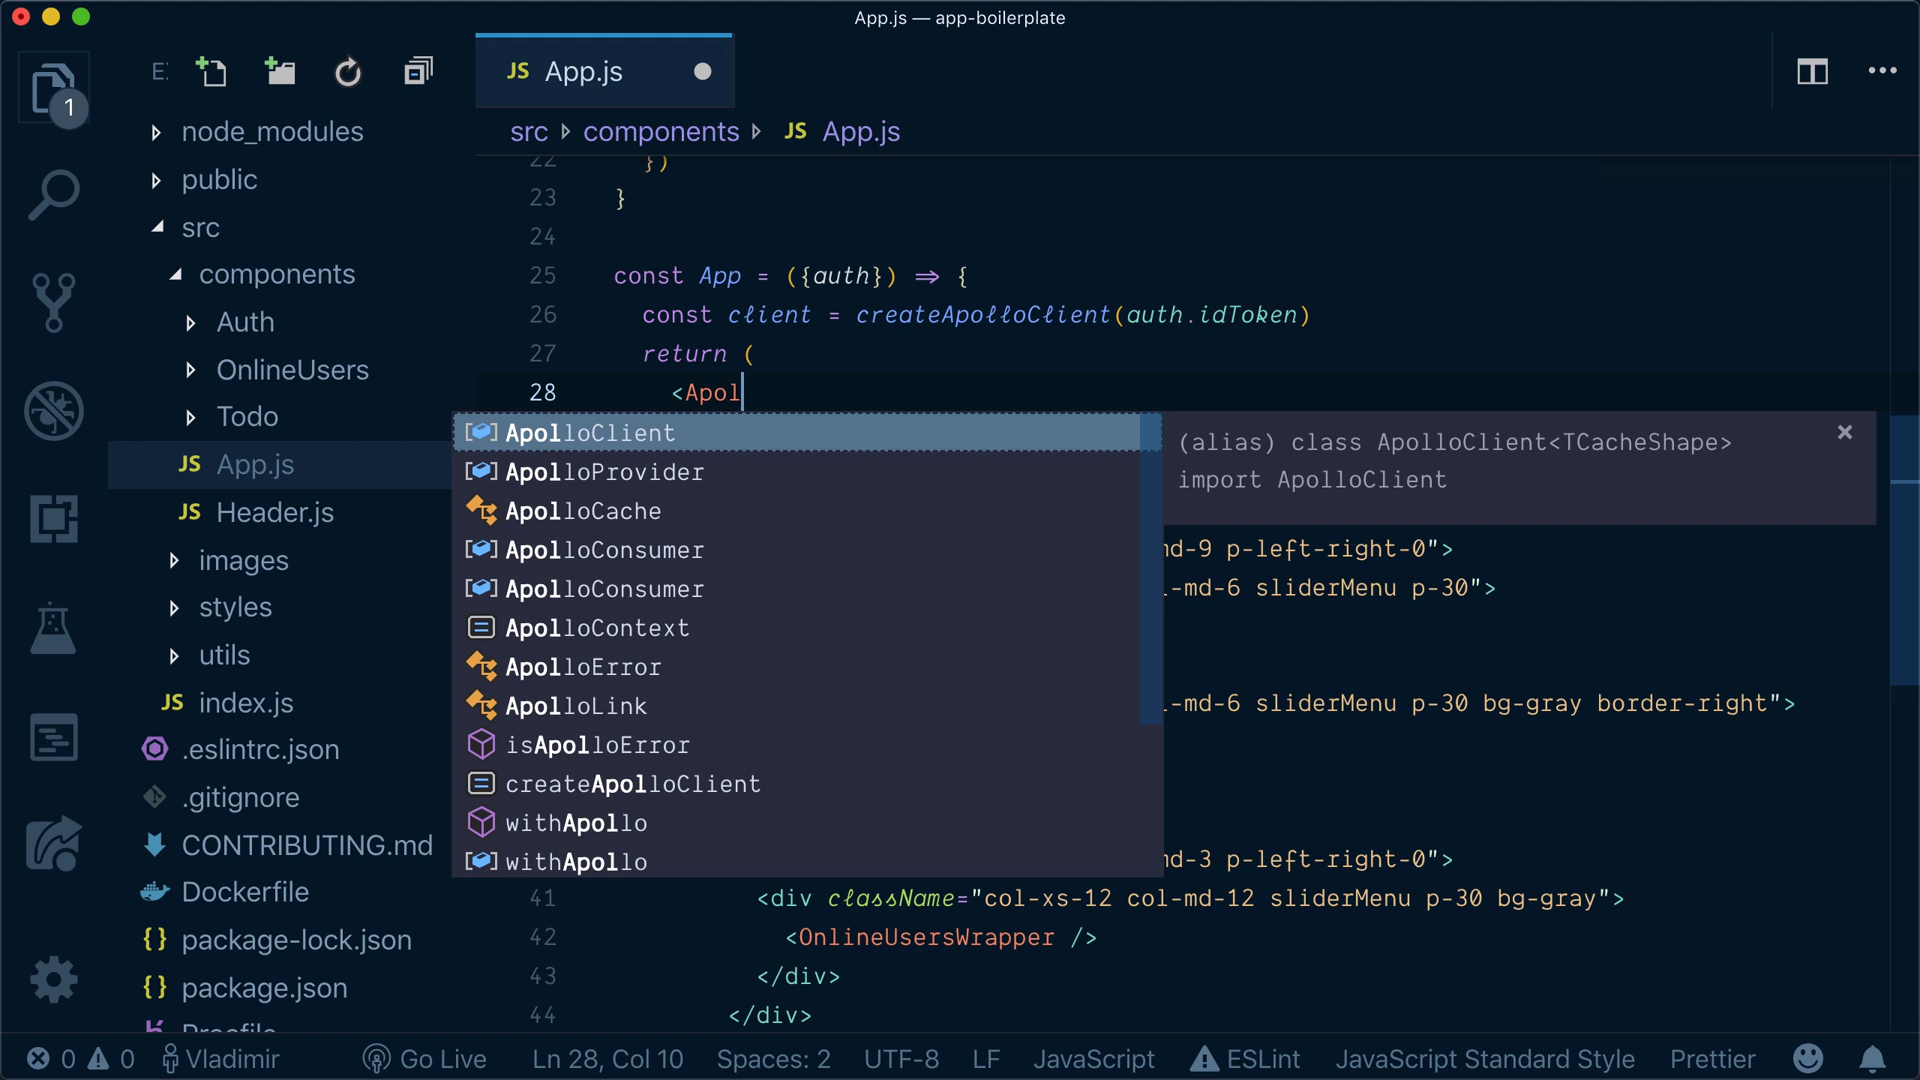 App.js — app-boilerplate
E:
1
JS App.js
src components JS App.js
node_modules
public
src
components
Auth
OnlineUsers
Todo
JS App.js
JS Header.js
images
styles
utils
JS index.js
.eslintrc.json
.gitignore
CONTRIBUTING.md
Dockerfile
{} package-lock.json
{} package.json
Procfile
22 })
23 }
24
25 const App = ({auth}) => {
26 const client = createApolloClient(auth.idToken)
27 return (
28 <Apol
ApolloClient
ApolloProvider
ApolloCache
ApolloConsumer
ApolloConsumer
ApolloContext
ApolloError
ApolloLink
isApolloError
createApolloClient
withApollo
withApollo
(alias) class ApolloClient<TCacheShape> ×
import ApolloClient
md-9 p-left-right-0">
l-md-6 sliderMenu p-30">
l-md-6 sliderMenu p-30 bg-gray border-right">
md-3 p-left-right-0">
41 <div className="col-xs-12 col-md-12 sliderMenu p-30 bg-gray">
42 <OnlineUsersWrapper />
43 </div>
44 </div>
0 0 Vladimir Go Live Ln 28, Col 10 Spaces: 2 UTF-8 LF JavaScript ESLint JavaScript Standard Style Prettier